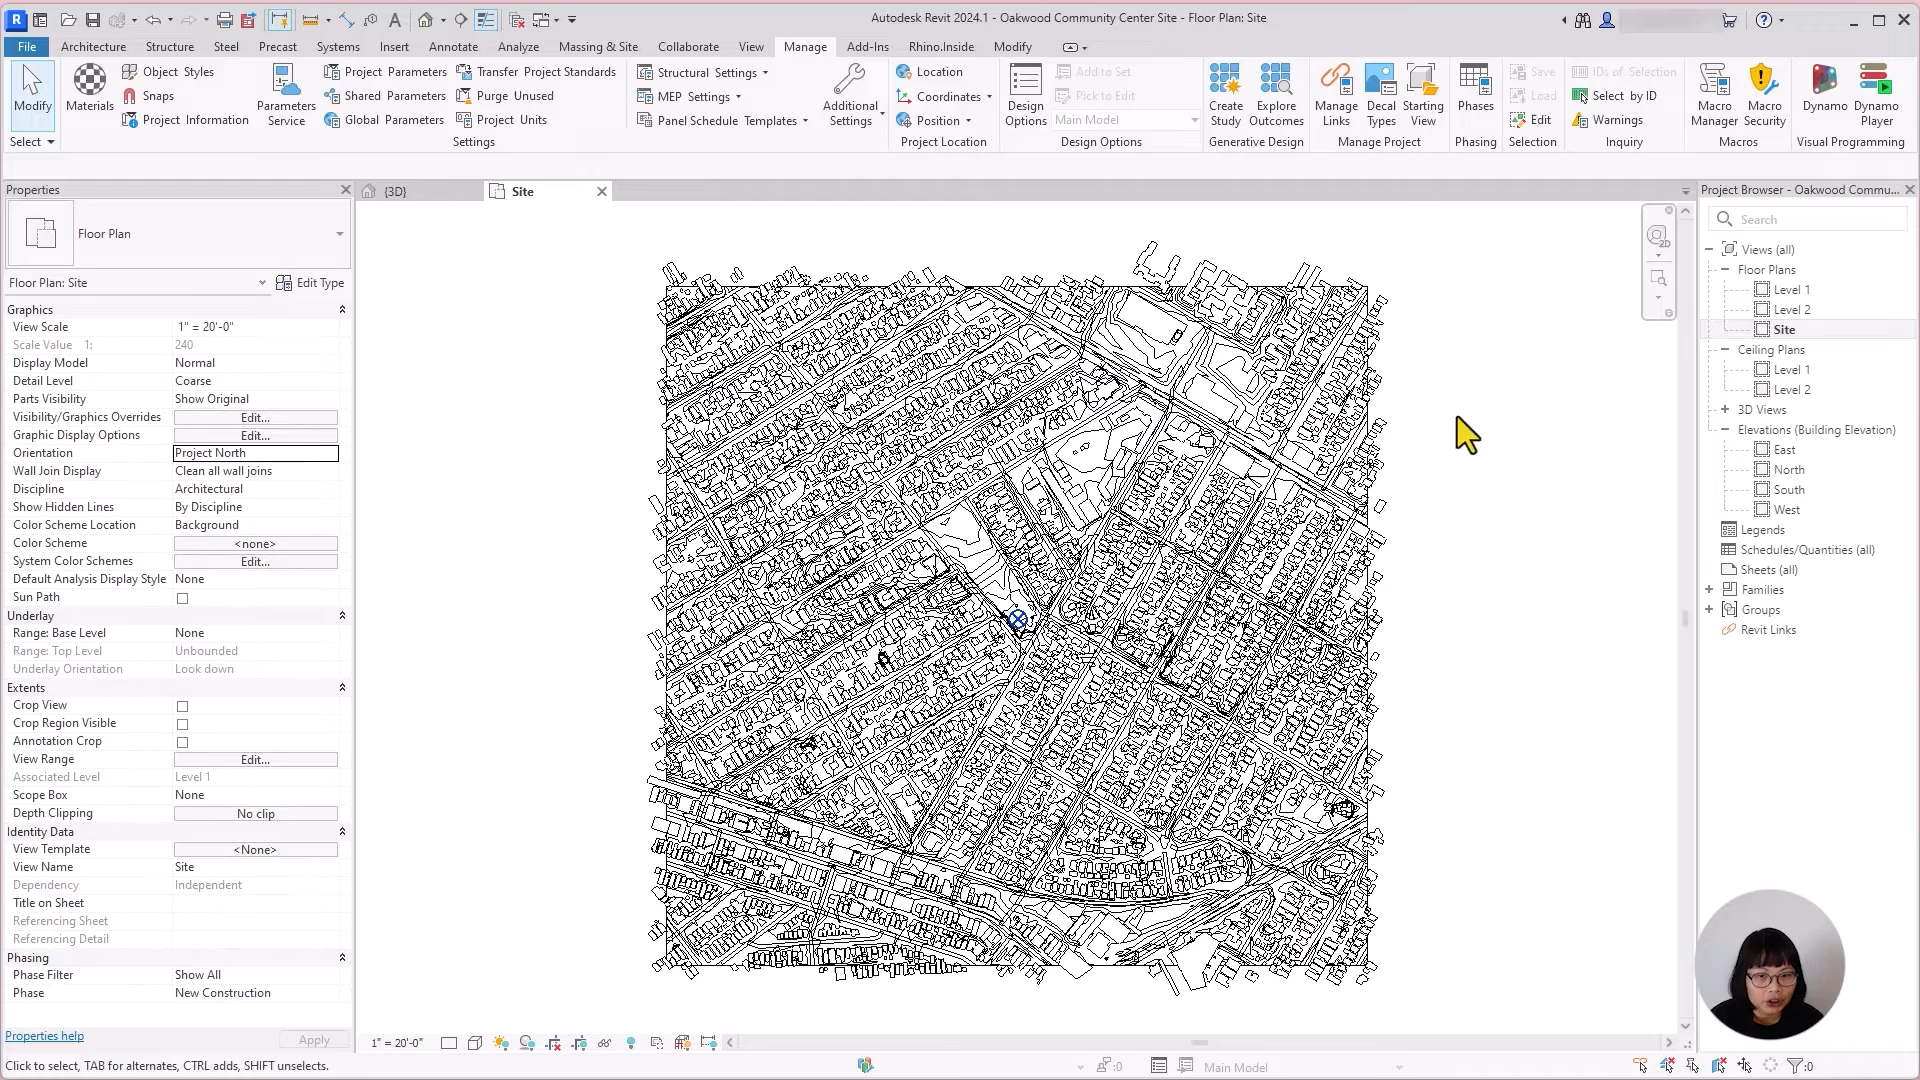 Autodesk Revit 2024.1 - Oakwood Community Center Site - Floor Plan: Site
File Architecture Structure Steel Precast Systems Insert Annotate Analyze Massing & Site Collaborate View Manage Add-Ins Rhino.Inside Modify
Modify
Select
Materials
Object Styles
Snaps
Project Information
Parameters Service
Project Parameters
Shared Parameters
Global Parameters
Transfer Project Standards
Purge Unused
Project Units
Settings
Structural Settings
MEP Settings
Panel Schedule Templates
Additional Settings
Location
Coordinates
Position
Project Location
Design Options
Add to Set
Pick to Edit
Main Model
Design Options
Create Study
Explore Outcomes
Generative Design
Manage Links
Decal Types
Starting View
Manage Project
Phases
Phasing
Save
Load
Edit
Selection
IDs of Selection
Select by ID
Warnings
Inquiry
Macro Manager
Macro Security
Macros
Dynamo
Dynamo Player
Visual Programming
Properties
Floor Plan
Floor Plan: Site
Edit Type
Graphics
View Scale 1" = 20'-0"
Scale Value 1: 240
Display Model Normal
Detail Level Coarse
Parts Visibility Show Original
Visibility/Graphics Overrides Edit...
Graphic Display Options Edit...
Orientation Project North
Wall Join Display Clean all wall joins
Discipline Architectural
Show Hidden Lines By Discipline
Color Scheme Location Background
Color Scheme <none>
System Color Schemes Edit...
Default Analysis Display Style None
Sun Path
Underlay
Range: Base Level None
Range: Top Level Unbounded
Underlay Orientation Look down
Extents
Crop View
Crop Region Visible
Annotation Crop
View Range Edit...
Associated Level Level 1
Scope Box None
Depth Clipping No clip
Identity Data
View Template <None>
View Name Site
Dependency Independent
Title on Sheet
Referencing Sheet
Referencing Detail
Phasing
Phase Filter Show All
Phase New Construction
Properties help
Apply
{3D}
Site
2D
Project Browser - Oakwood Commu...
Search
Views (all)
Floor Plans
Level 1
Level 2
Site
Ceiling Plans
Level 1
Level 2
3D Views
Elevations (Building Elevation)
East
North
South
West
Legends
Schedules/Quantities (all)
Sheets (all)
Families
Groups
Revit Links
1" = 20'-0"
Click to select, TAB for alternates, CTRL adds, SHIFT unselects.
:0
Main Model
:0